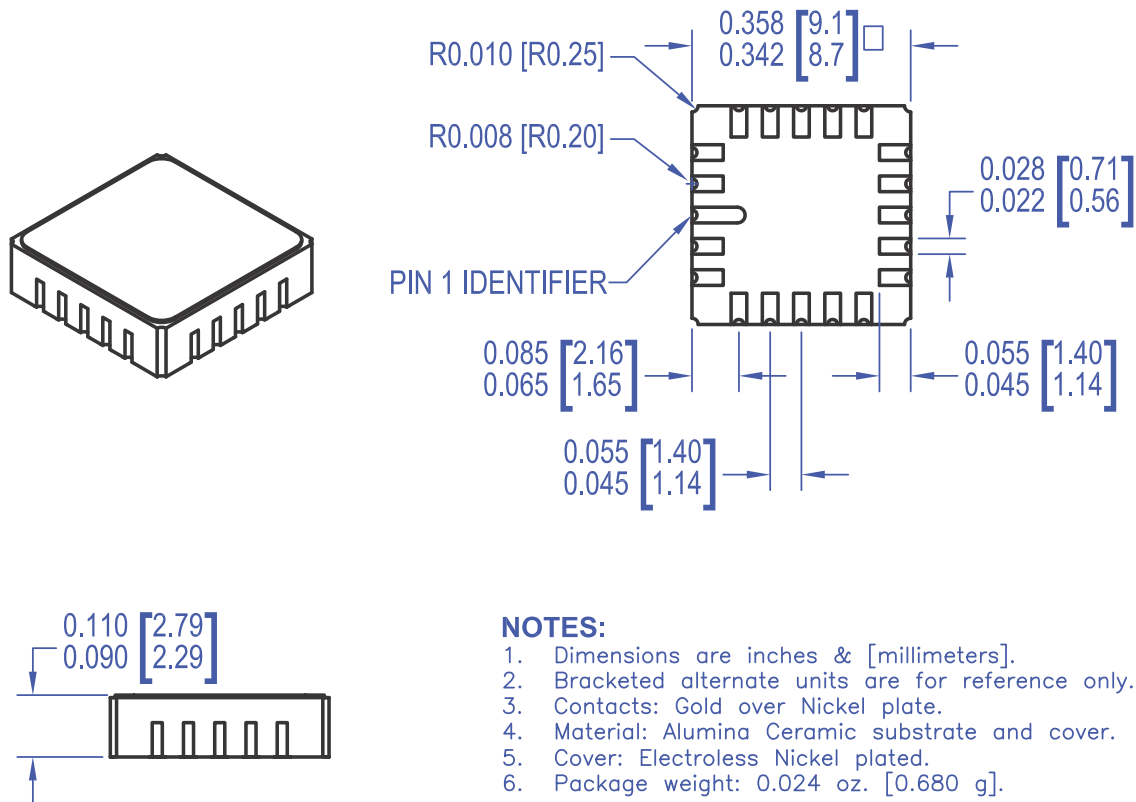 0.358 [9.1]
0.342 [8.7]
R0.010 [R0.25]
R0.008 [R0.20]
0.028 [0.71]
0.022 [0.56]
PIN 1 IDENTIFIER
0.085 [2.16]
0.065 [1.65]
0.055 [1.40]
0.045 [1.14]
0.055 [1.40]
0.045 [1.14]
0.110 [2.79]
0.090 [2.29]
NOTES:
1. Dimensions are inches & [millimeters].
2. Bracketed alternate units are for reference only.
3. Contacts: Gold over Nickel plate.
4. Material: Alumina Ceramic substrate and cover.
5. Cover: Electroless Nickel plated.
6. Package weight: 0.024 oz. [0.680 g].